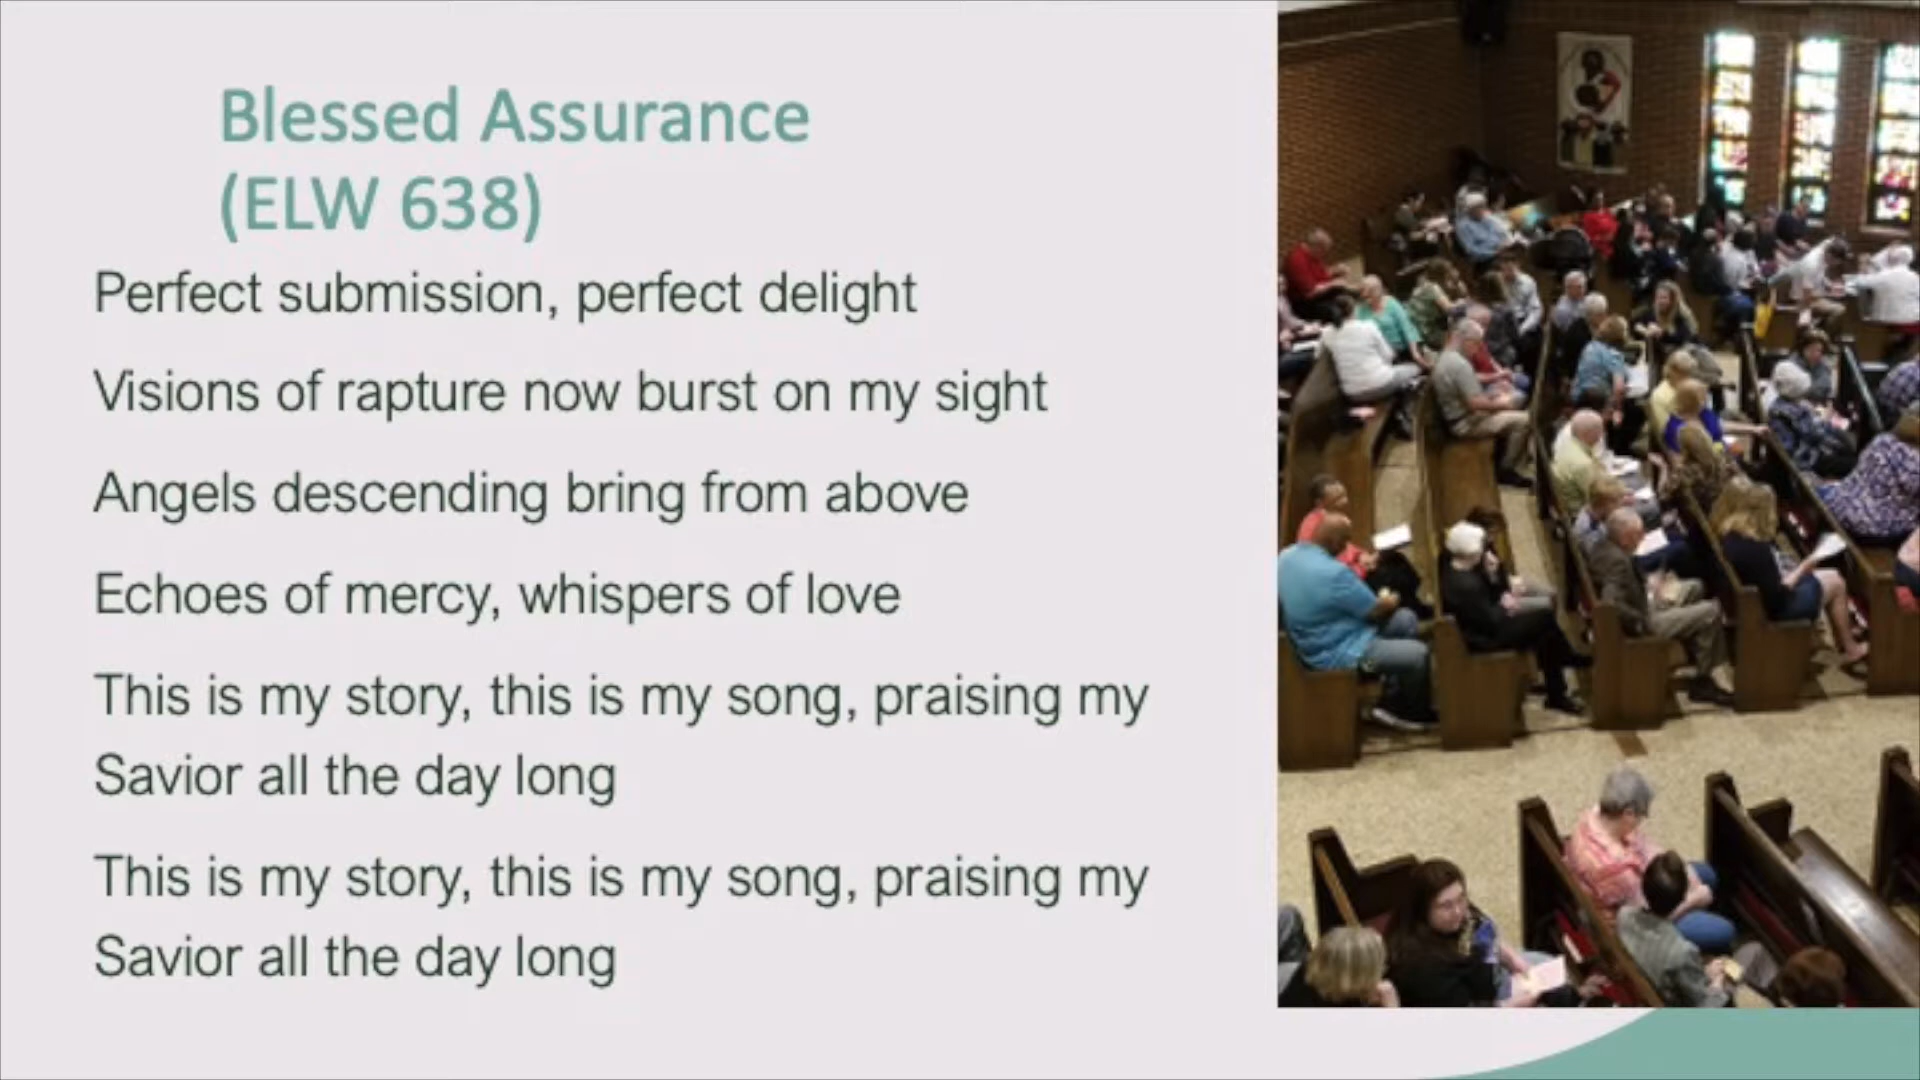 Blessed Assurance
(ELW 638)
Perfect submission, perfect delight
Visions of rapture now burst on my sight
Angels descending bring from above
Echoes of mercy, whispers of love
This is my story, this is my song, praising my
Savior all the day long
This is my story, this is my song, praising my
Savior all the day long